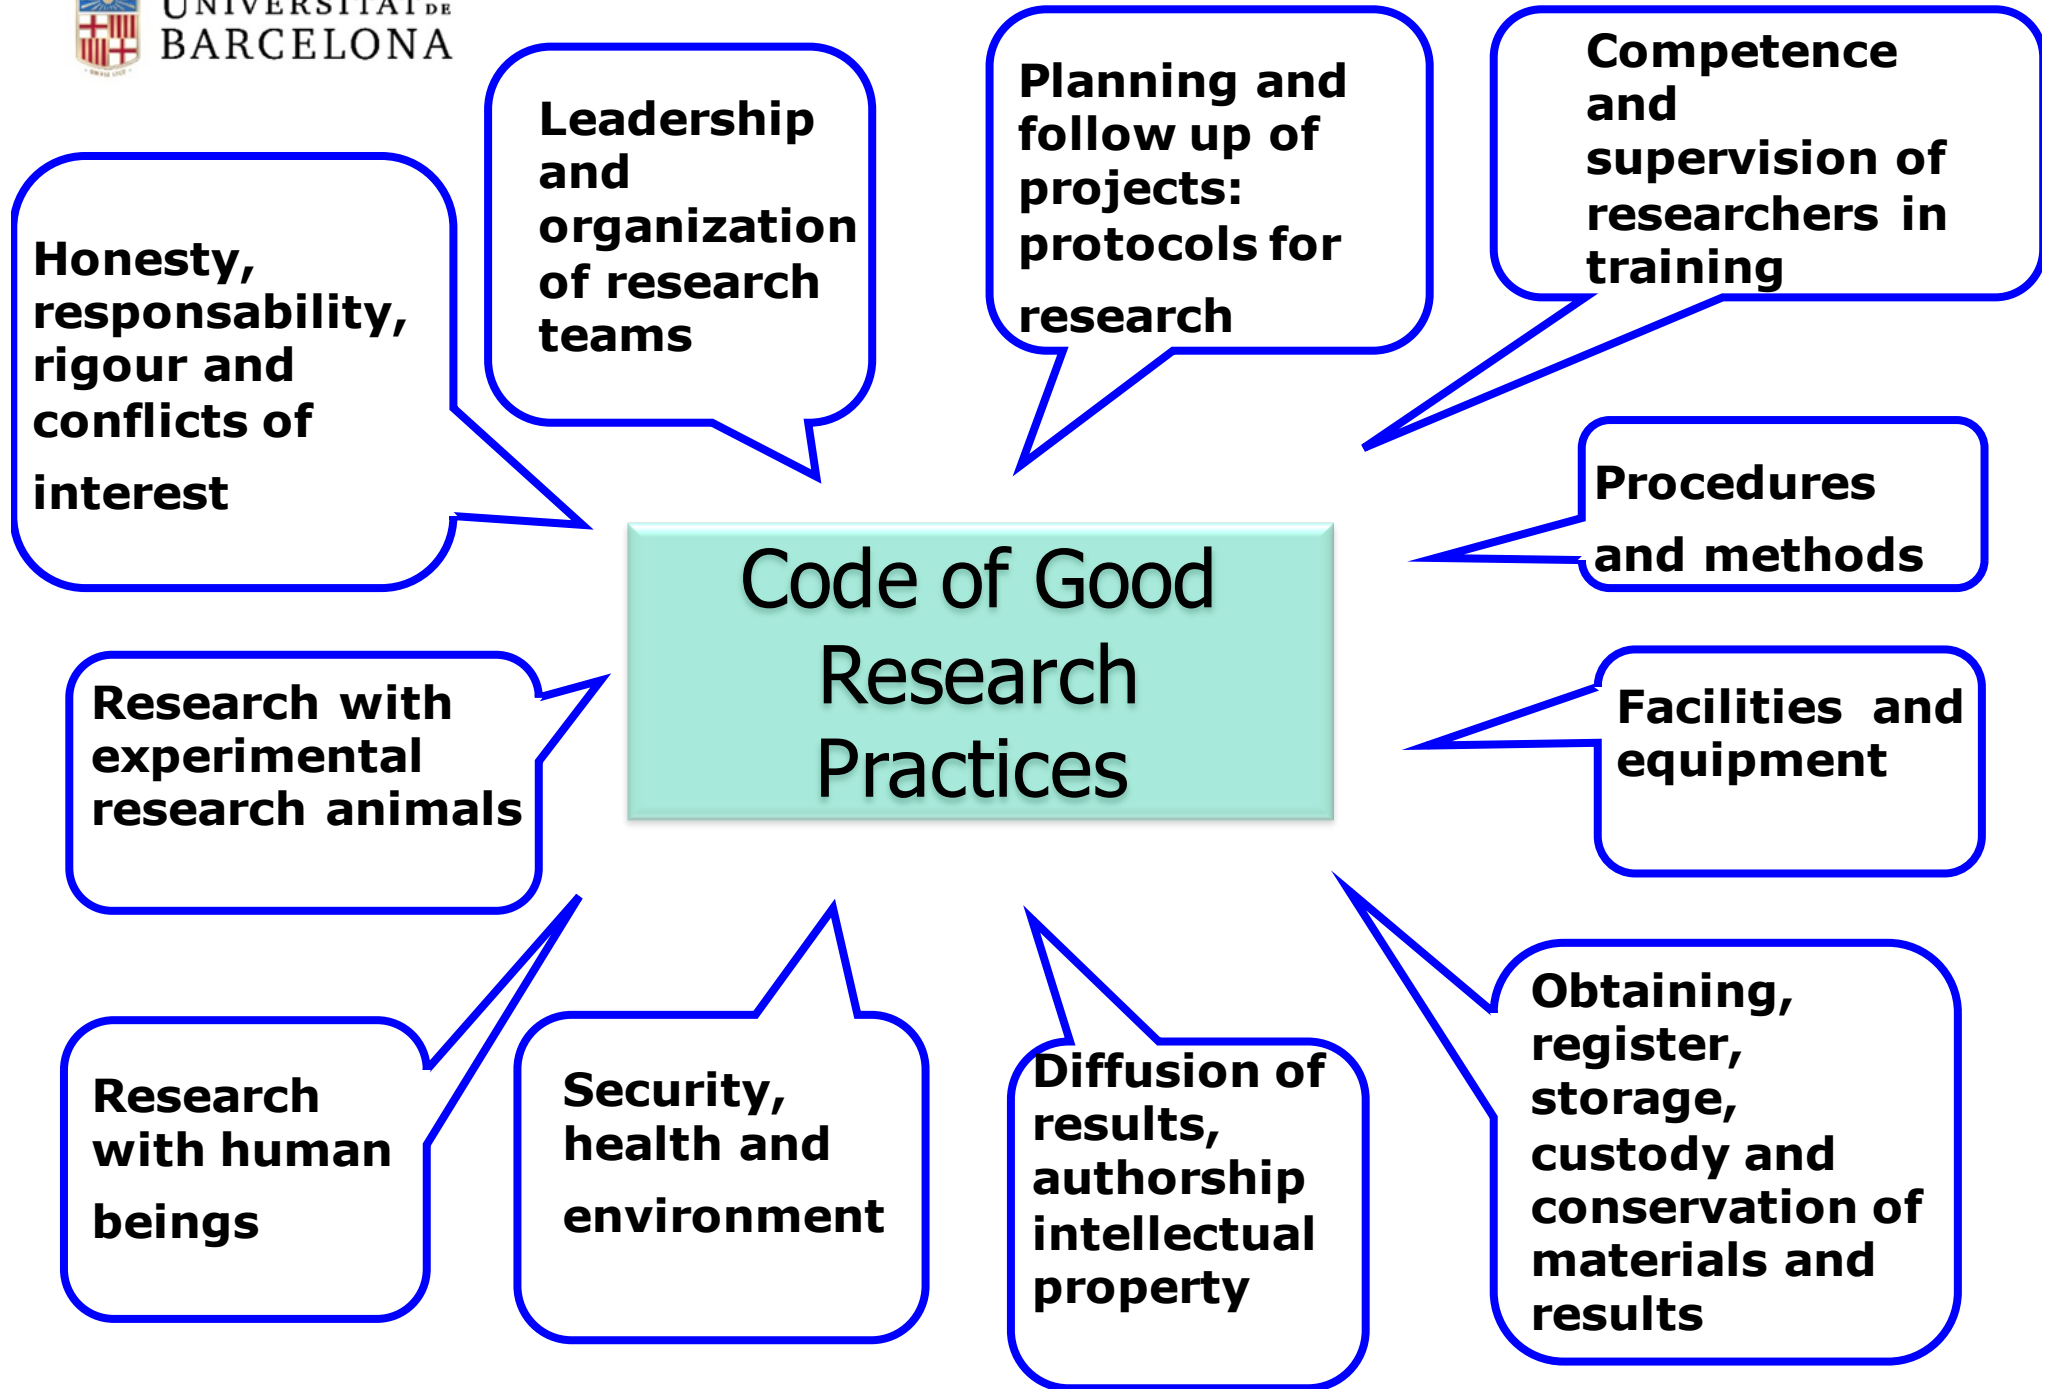 UNIVERSITAT DE
BARCELONA
Honesty,
responsability,
rigour and
conflicts of
interest
Leadership
and
organization
of research
teams
Planning and
follow up of
projects:
protocols for
research
Competence
and
supervision of
researchers in
training
Procedures
and methods
Facilities and
equipment
Code of Good
Research
Practices
Research with
experimental
research animals
Research
with human
beings
Security,
health and
environment
Diffusion of
results,
authorship
intellectual
property
Obtaining,
register,
storage,
custody and
conservation of
materials and
results